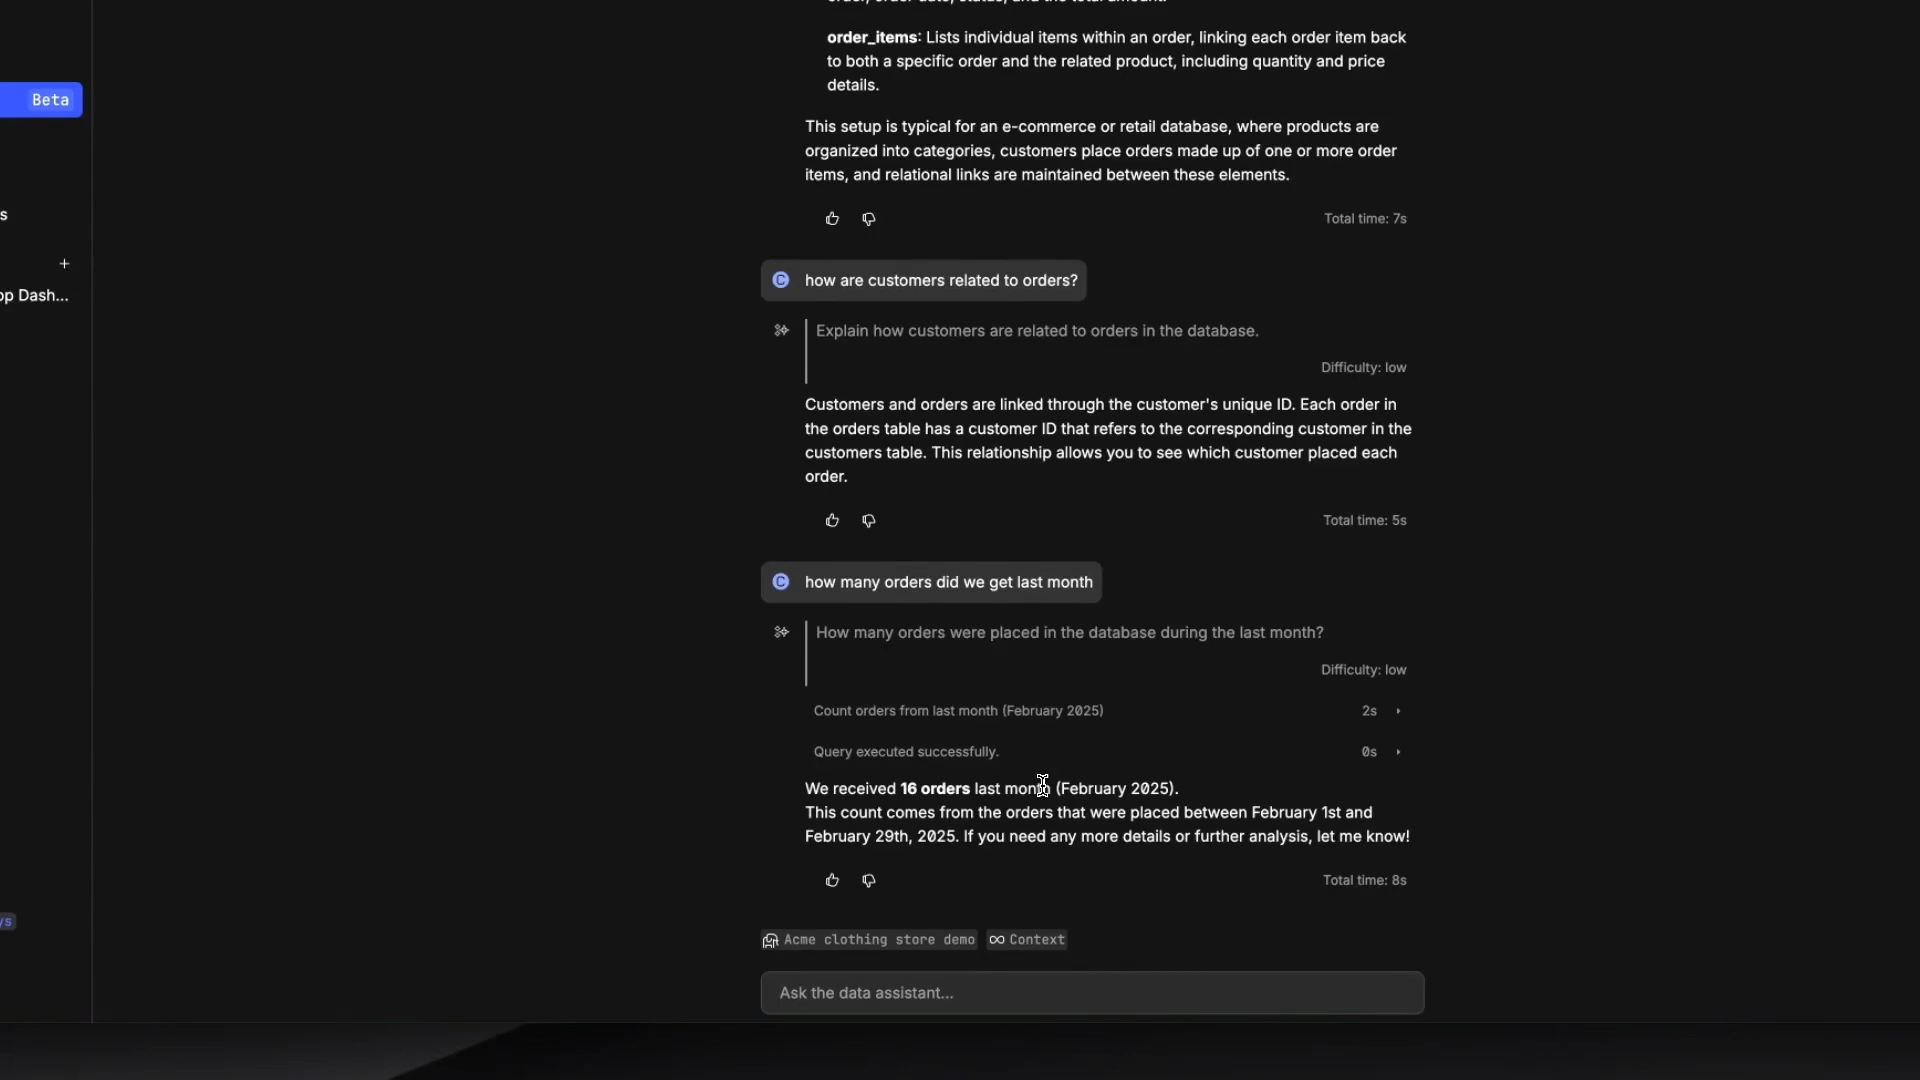 order_items: Lists individual items within an order, linking each order item back
to both a specific order and the related product, including quantity and price
details.
This setup is typical for an e-commerce or retail database, where products are
organized into categories, customers place orders made up of one or more order
items, and relational links are maintained between these elements.
Total time: 7s
Beta
s
+
op Dash...
how are customers related to orders?
Explain how customers are related to orders in the database.
Difficulty: low
Customers and orders are linked through the customer's unique ID. Each order in
the orders table has a customer ID that refers to the corresponding customer in the
customers table. This relationship allows you to see which customer placed each
order.
Total time: 5s
how many orders did we get last month
How many orders were placed in the database during the last month?
Difficulty: low
Count orders from last month (February 2025) 2s
Query executed successfully. 0s
We received 16 orders last month (February 2025).
This count comes from the orders that were placed between February 1st and
February 29th, 2025. If you need any more details or further analysis, let me know!
Total time: 8s
ys
Acme clothing store demo Context
Ask the data assistant...